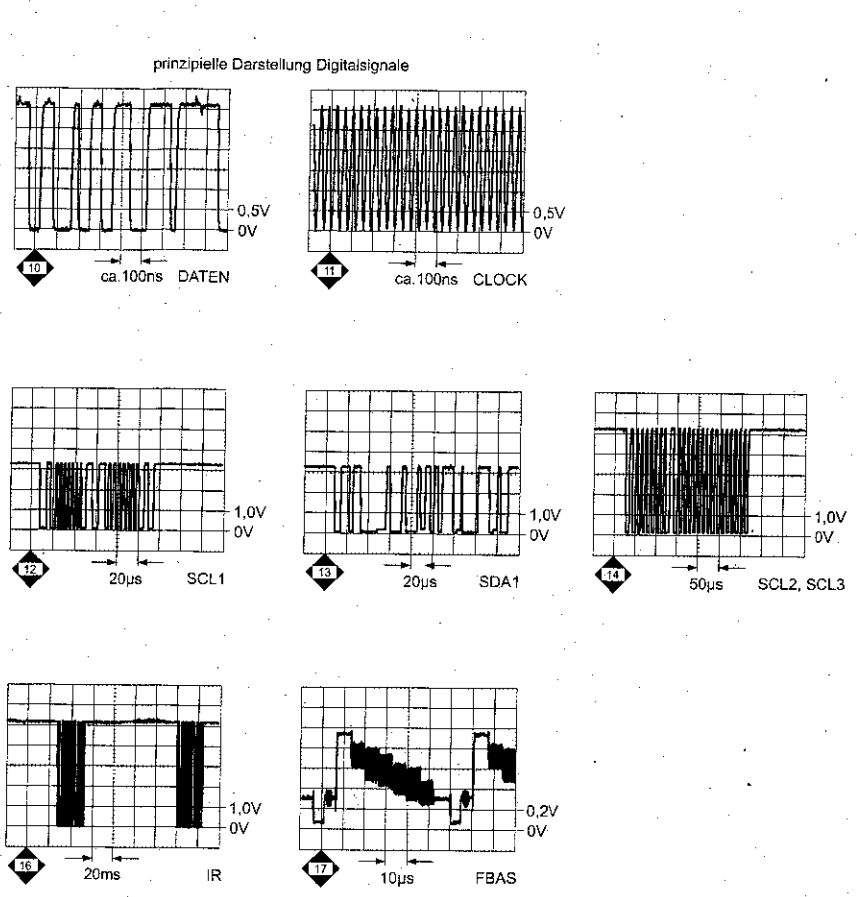 prinzipielle Darstellung Digitalsignale
0,5V
0V
10
ca.100ns DATEN
0,5V
0V
11
ca.100ns CLOCK
1,0V
0V
12
20µs SCL1
1,0V
0V
13
20µs SDA1
1,0V
0V
14
50µs SCL2, SCL3
1,0V
0V
16
20ms IR
0,2V
0V
17
10µs FBAS